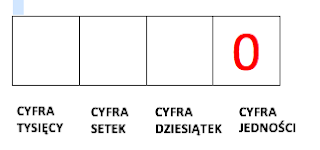 0
CYFRA TYSIĘCY
CYFRA SETEK
CYFRA DZIESIĄTEK
CYFRA JEDNOŚCI